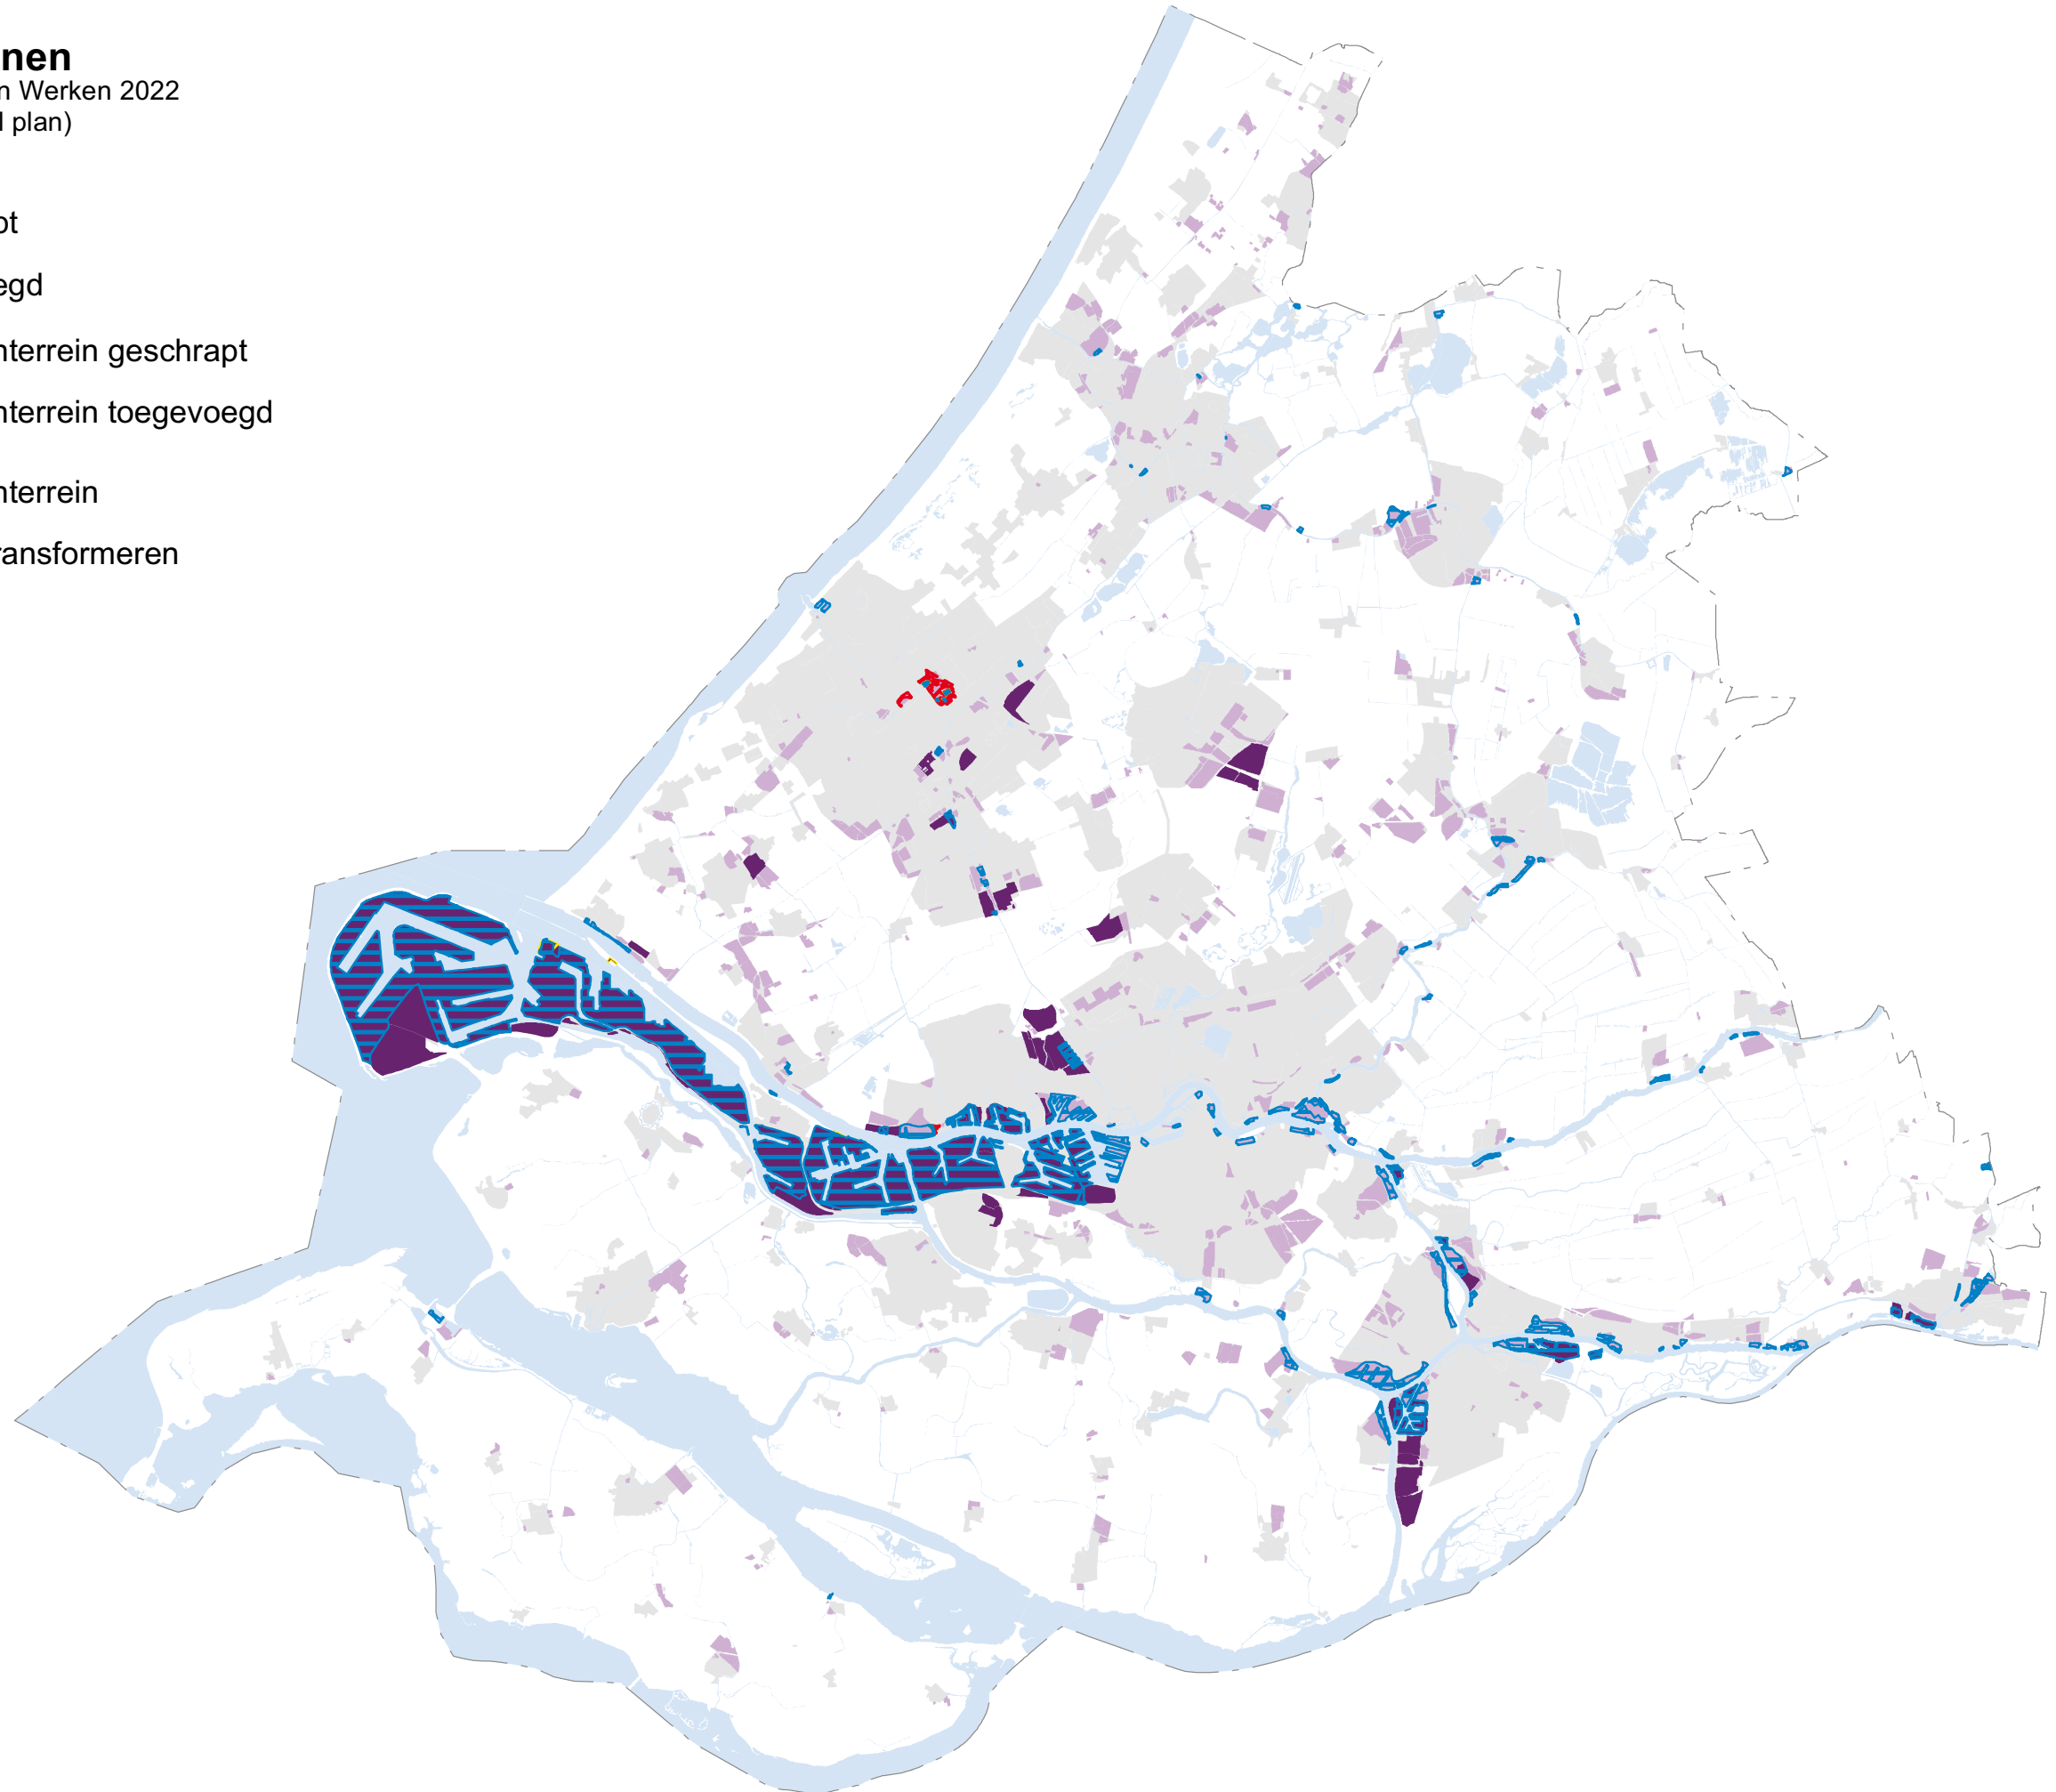 nen
n Werken 2022
l plan)
ot
egd
nterrein geschrapt
nterrein toegevoegd
nterrein
ransformeren